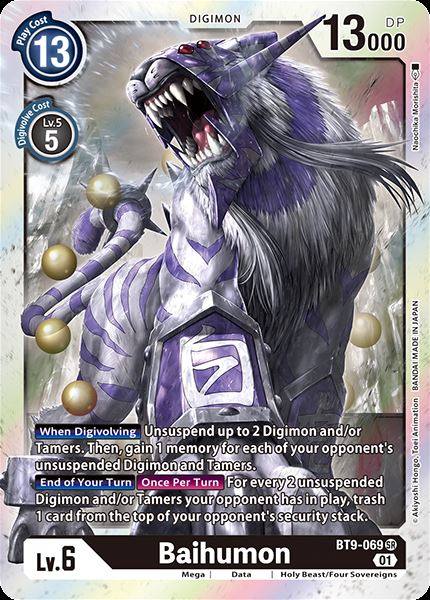 Play Cost
13
DIGIMON
DP
13000
Digivolve Cost
Lv.5
5
Naochika Morishita
When Digivolving Unsuspend up to 2 Digimon and/or
Tamers. Then, gain 1 memory for each of your opponent's
unsuspended Digimon and Tamers.
End of Your Turn Once Per Turn For every 2 unsuspended
Digimon and/or Tamers your opponent has in play, trash
1 card from the top of your opponent's security stack.
©Akiyoshi Hongo, Toei Animation BANDAI MADE IN JAPAN
Lv.6
Baihumon
BT9-069 SR
01
Mega | Data | Holy Beast/Four Sovereigns